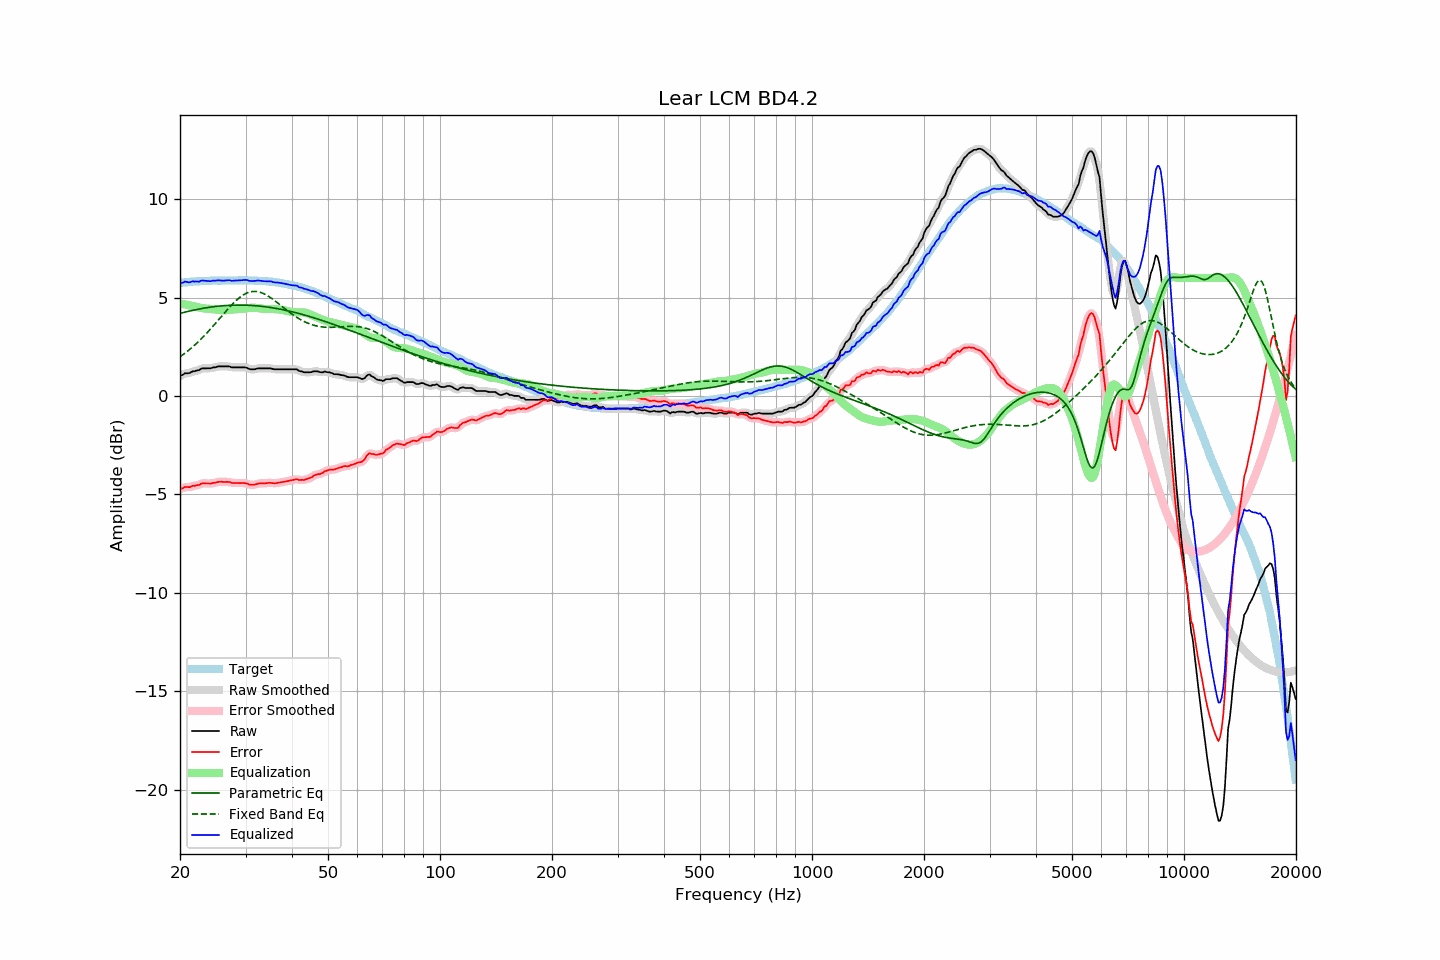 Lear LCM BD4.2
Amplitude (dBr)
10
5
0
−5
−10
−15
−20
Target
Raw Smoothed
Error Smoothed
Raw
Error
Equalization
Parametric Eq
Fixed Band Eq
Equalized
20 50 100 200 500 1000 2000 5000 10000 20000
Frequency (Hz)